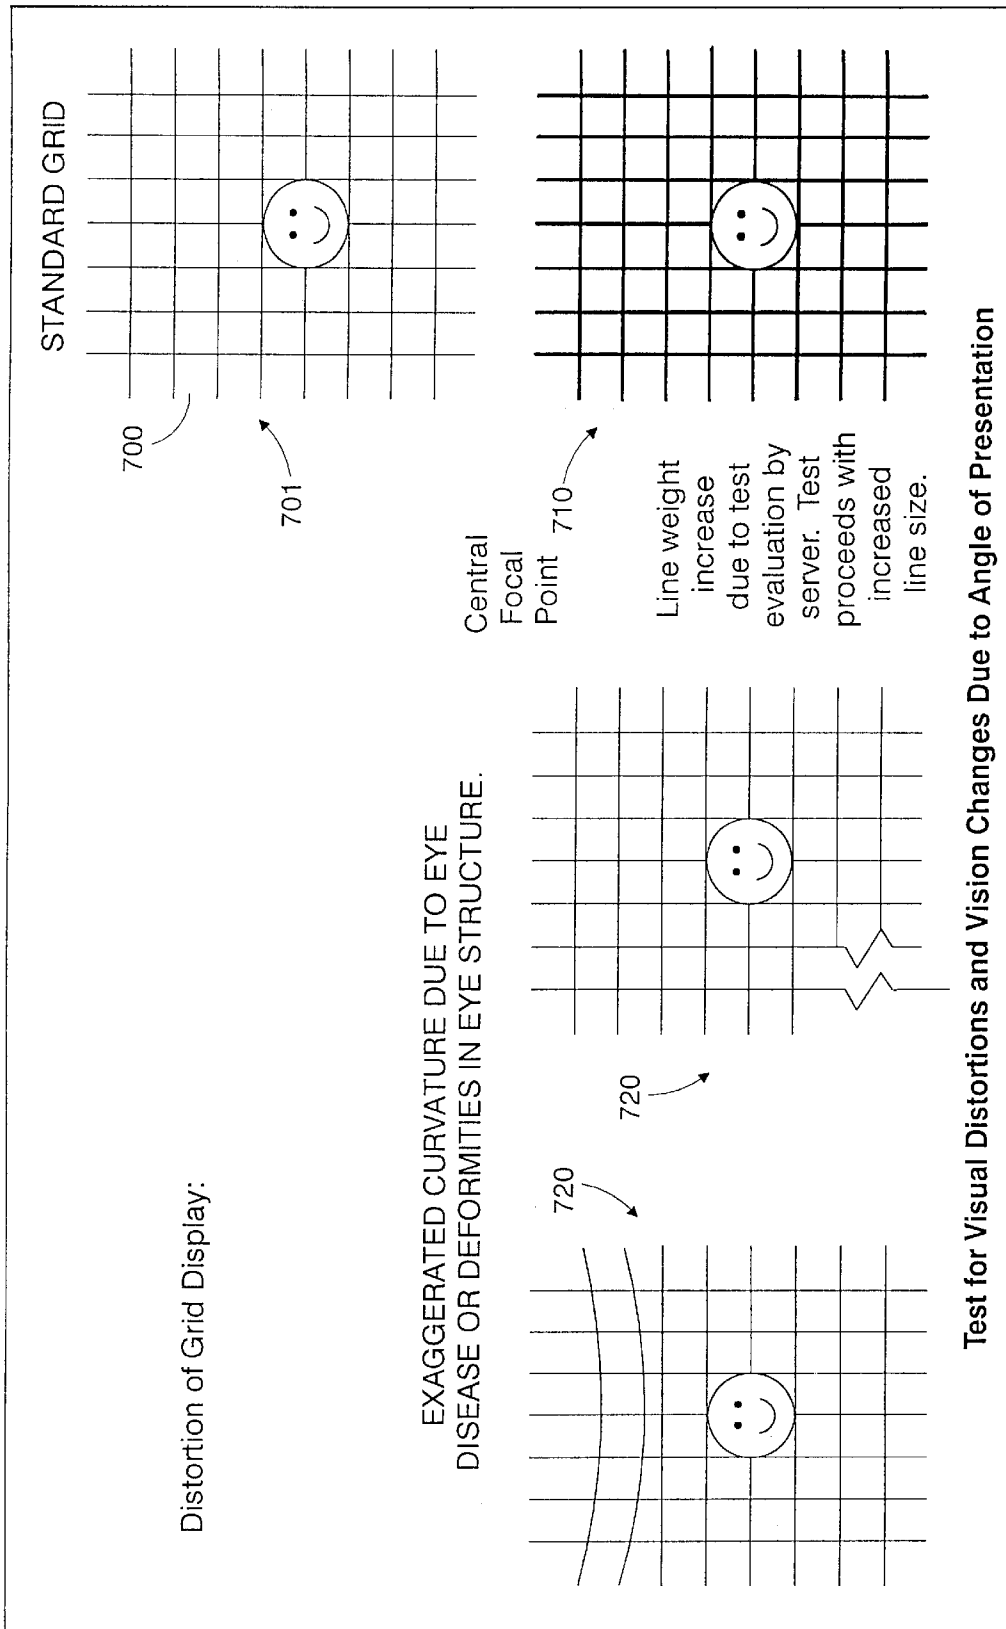 Distortion of Grid Display:
STANDARD GRID
700
701
EXAGGERATED CURVATURE DUE TO EYE
DISEASE OR DEFORMITIES IN EYE STRUCTURE.
Central
Focal
Point
710
720
720
Line weight
increase
due to test
evaluation by
server. Test
proceeds with
increased
line size.
Test for Visual Distortions and Vision Changes Due to Angle of Presentation